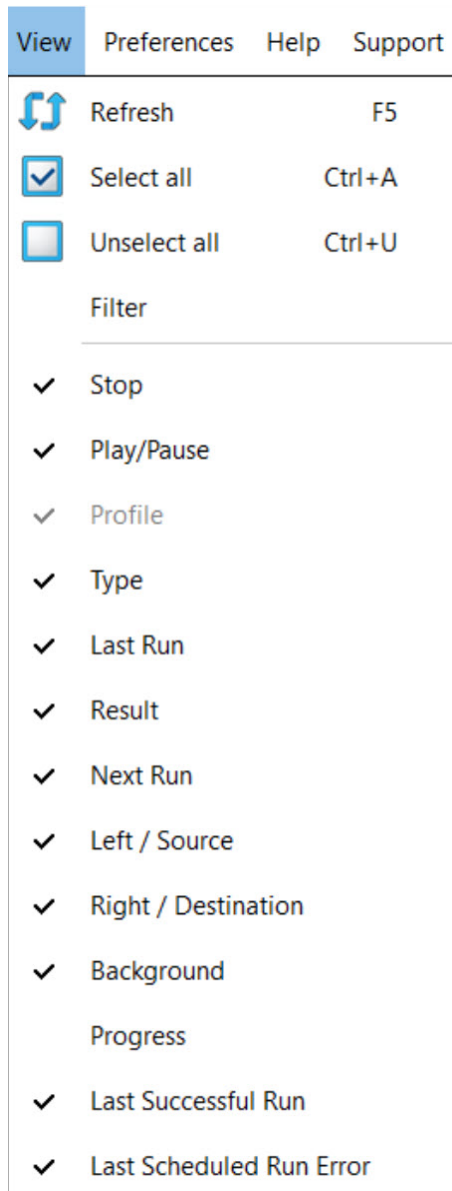 View Preferences Help Support
Refresh F5
Select all Ctrl+A
Unselect all Ctrl+U
Filter
Stop
Play/Pause
Profile
Type
Last Run
Result
Next Run
Left / Source
Right / Destination
Background
Progress
Last Successful Run
Last Scheduled Run Error